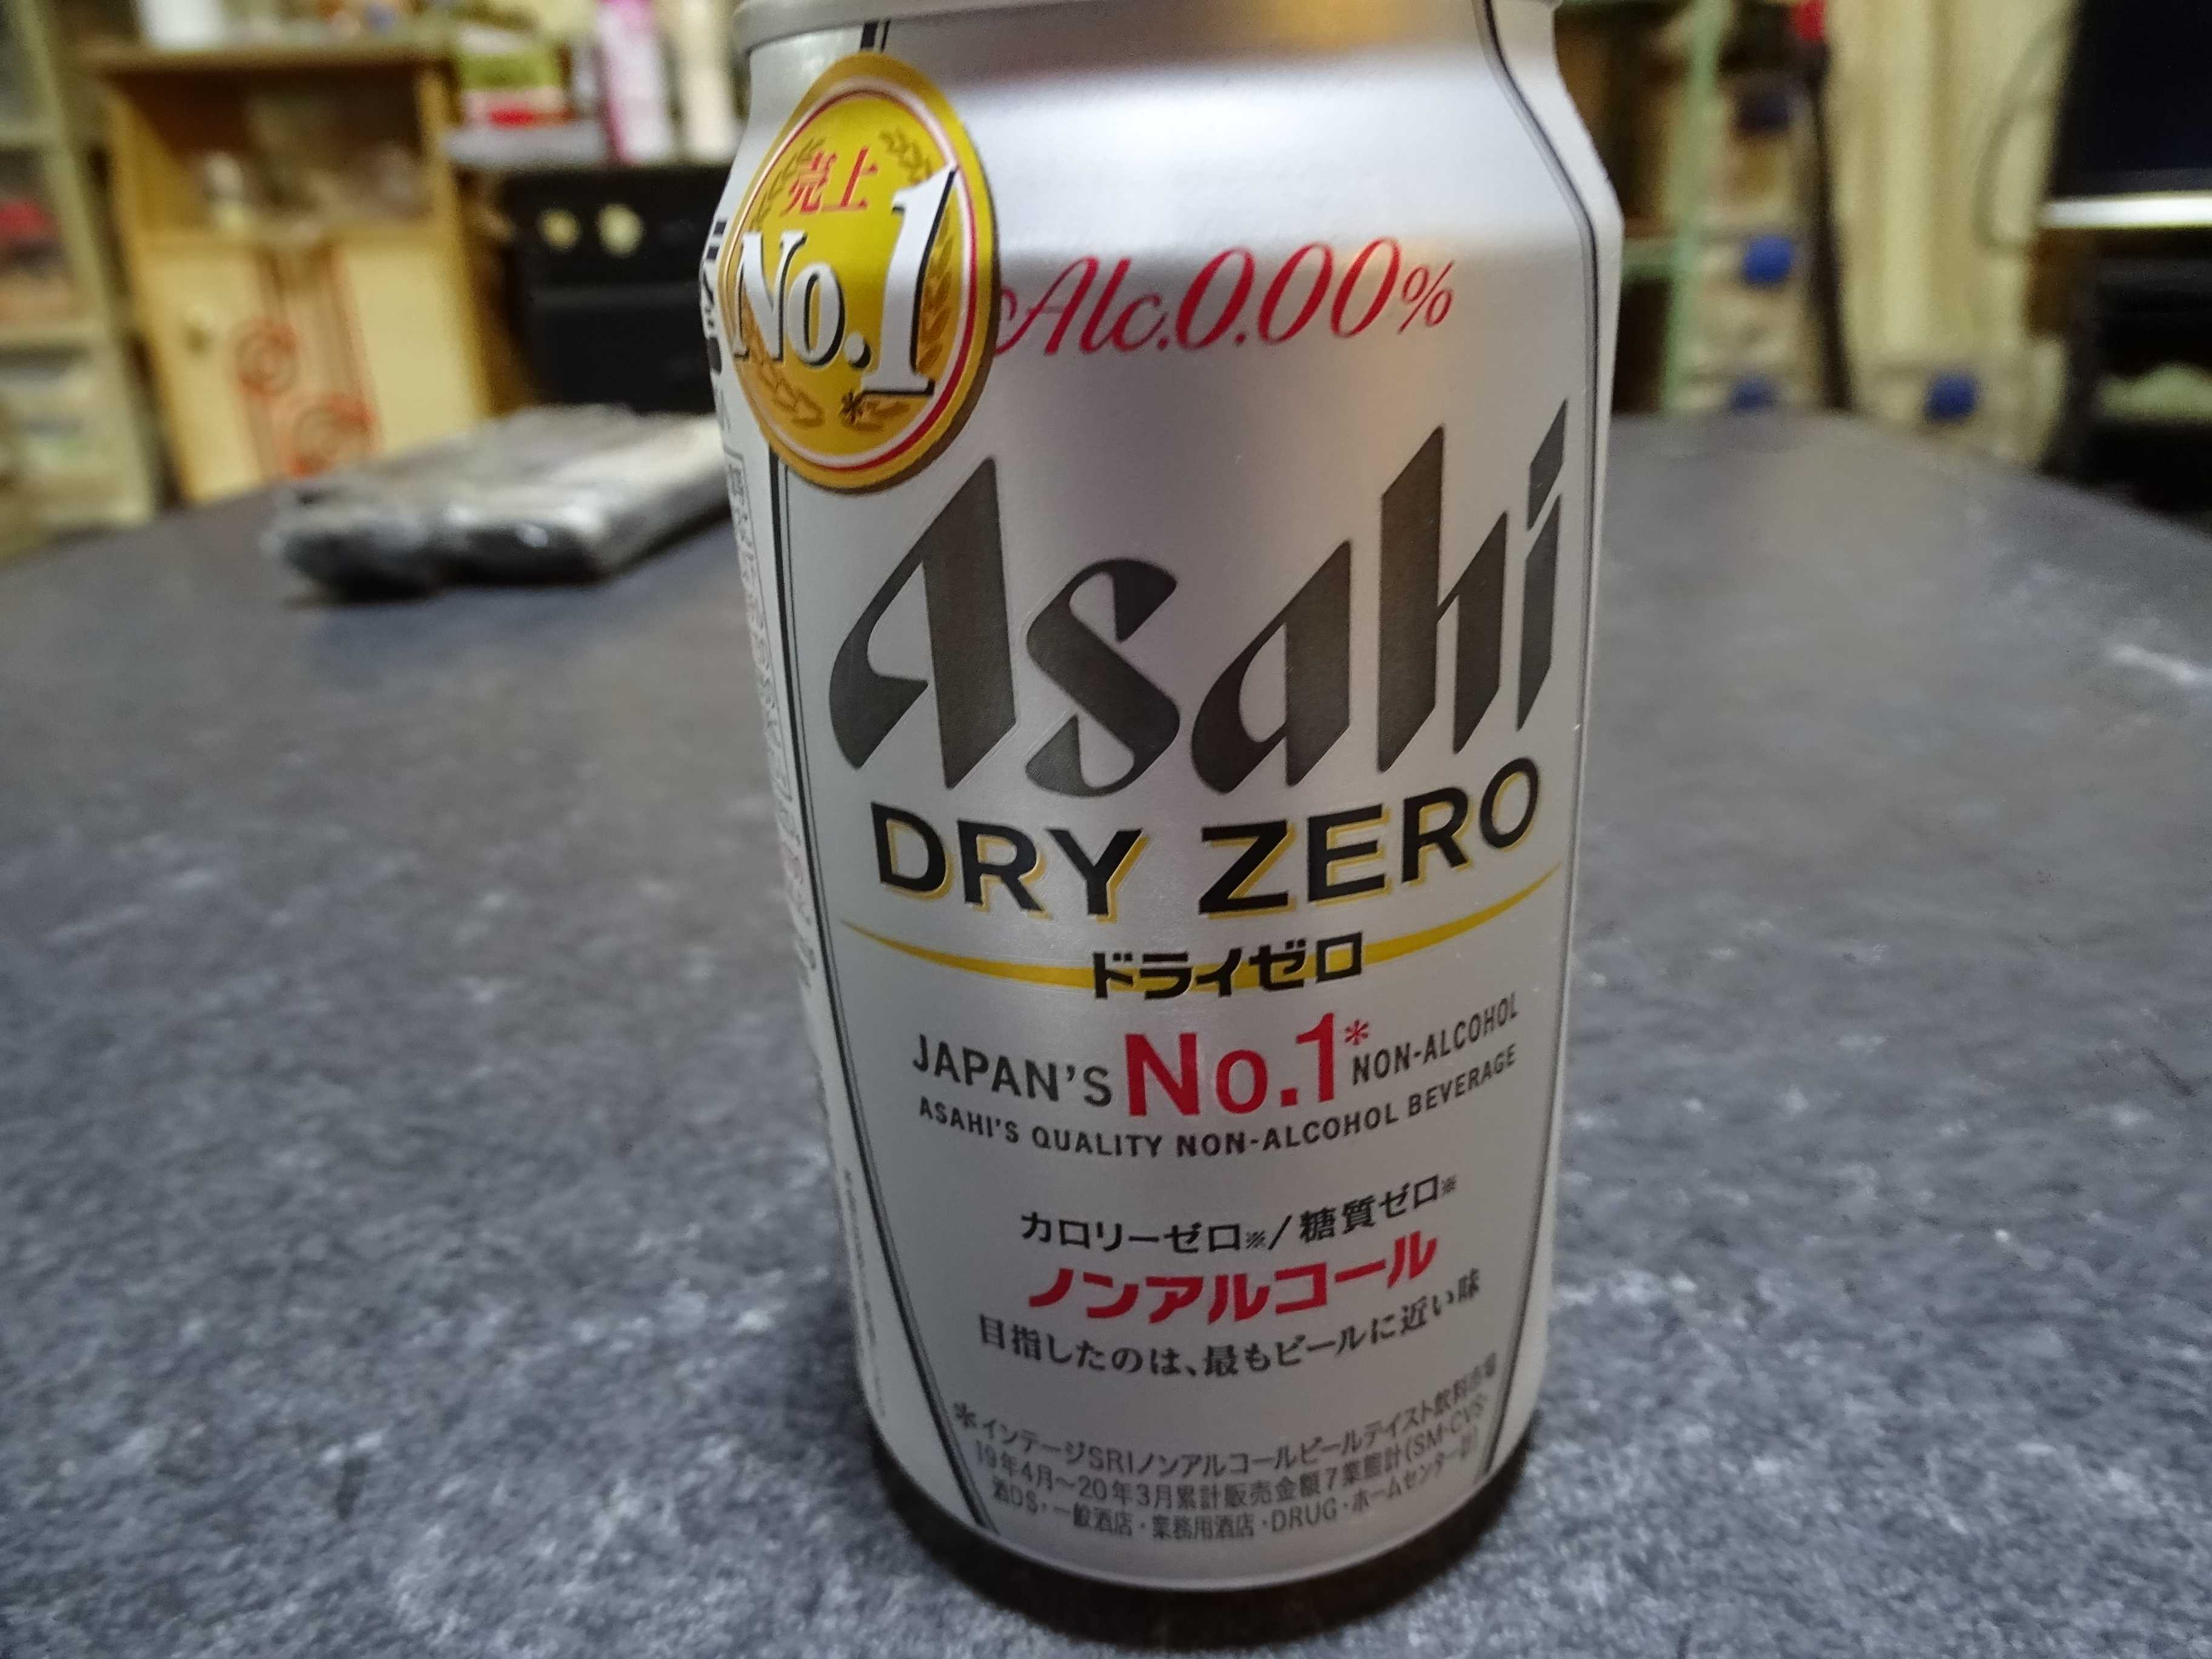 売上
No.1
*
Alc.0.00%
Asahi
DRY ZERO
ドライゼロ
JAPAN'S No.1* NON-ALCOHOL
ASAHI'S QUALITY NON-ALCOHOL BEVERAGE
カロリーゼロ※/糖質ゼロ※
ノンアルコール
目指したのは、最もビールに近い味
*インテージSRIノンアルコールビールテイスト飲料市場
19年4月〜20年3月累計販売金額7業態計(SM・CVS・
酒DS・一般酒店・業務用酒店・DRUG・ホームセンター計)